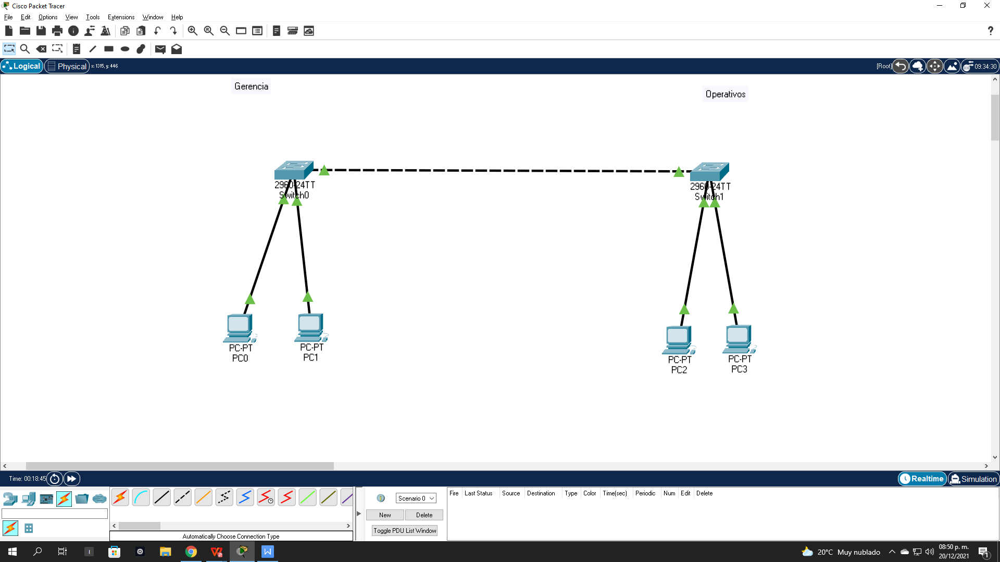 Cisco Packet Tracer
File Edit Options View Tools Extensions Window Help
Logical Physical x: 1315, y: 446 [Root] 09:34:30
Gerencia
Operativos
2960-24TT
Switch0
2960-24TT
Switch1
PC-PT
PC0
PC-PT
PC1
PC-PT
PC2
PC-PT
PC3
Time: 00:18:45 Realtime Simulation
Scenario 0
New Delete
Toggle PDU List Window
Fire Last Status Source Destination Type Color Time(sec) Periodic Num Edit Delete
Automatically Choose Connection Type
20°C Muy nublado
08:50 p. m.
20/12/2021
1